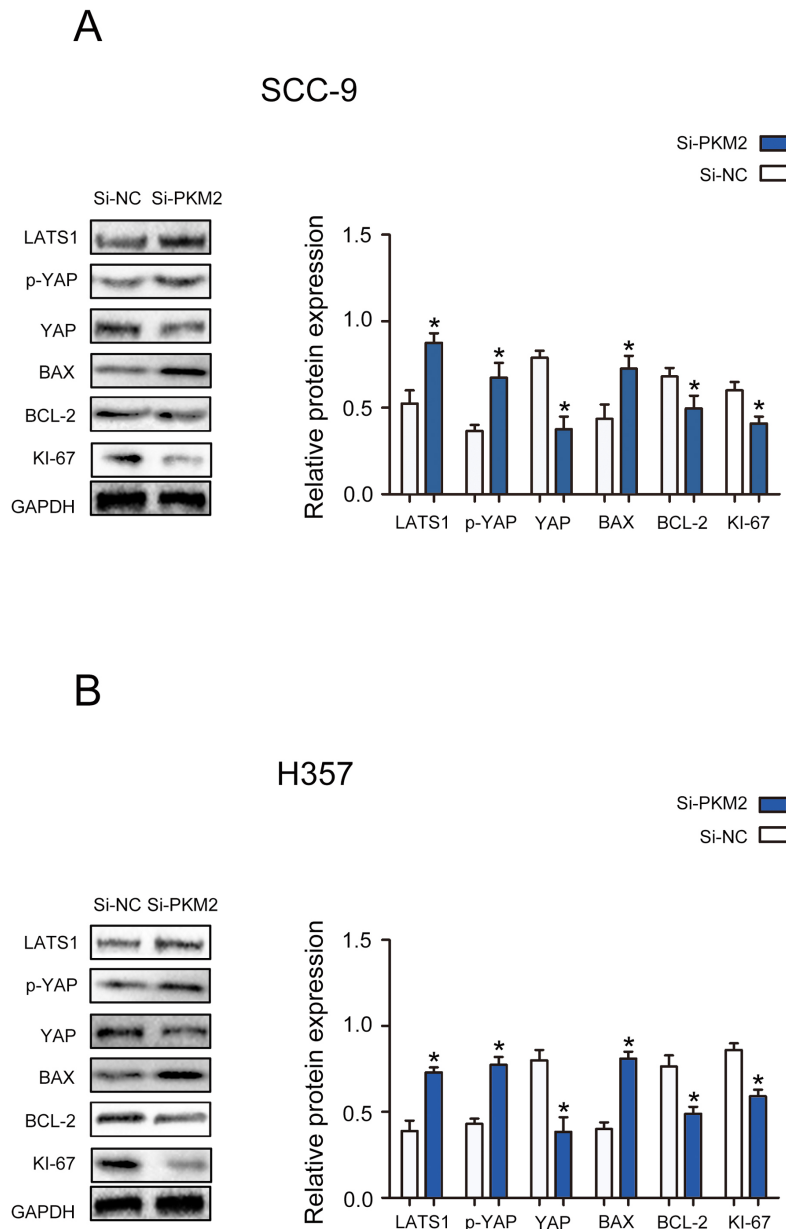 A
SCC-9
Si-PKM2
Si-NC
Si-NC Si-PKM2
LATS1
p-YAP
YAP
BAX
BCL-2
KI-67
GAPDH
Relative protein expression
1.5
1.0
0.5
0.0
* * * * * *
LATS1 p-YAP YAP BAX BCL-2 KI-67
B
H357
Si-PKM2
Si-NC
Si-NC Si-PKM2
LATS1
p-YAP
YAP
BAX
BCL-2
KI-67
GAPDH
Relative protein expression
1.5
1.0
0.5
0.0
* * * * * *
LATS1 p-YAP YAP BAX BCL-2 KI-67